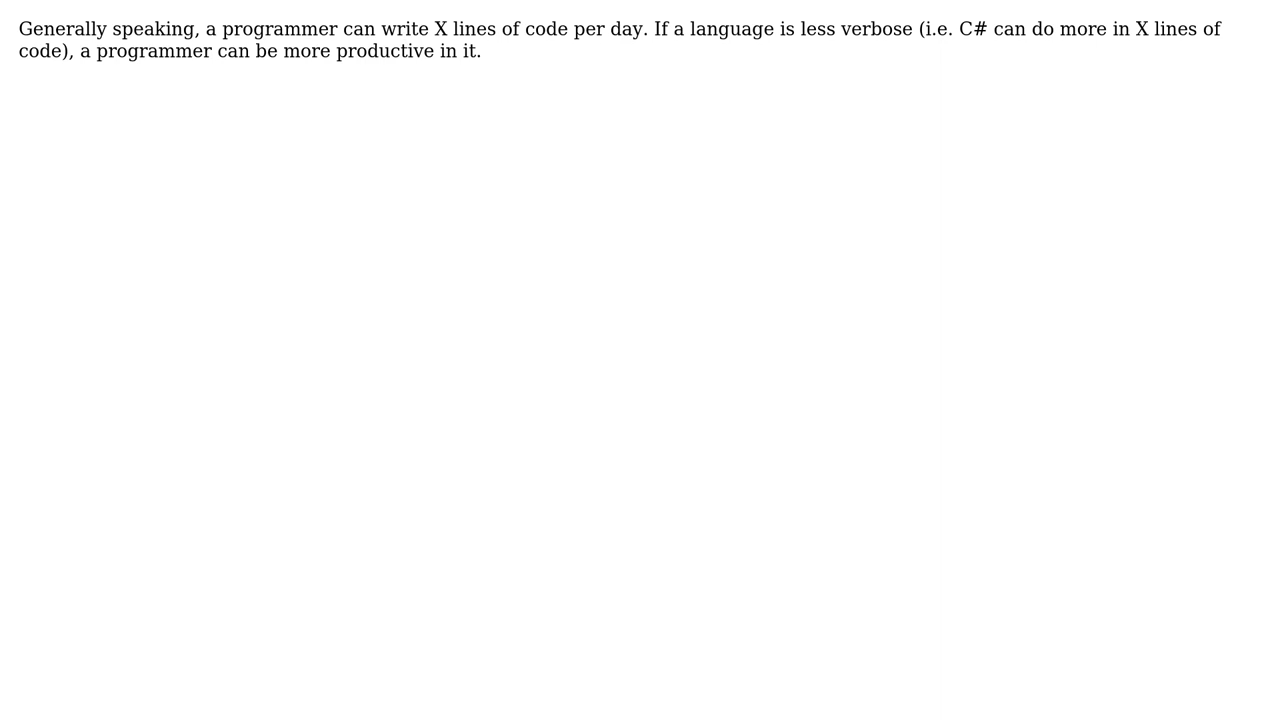 Generally speaking, a programmer can write X lines of code per day. If a language is less verbose (i.e. C# can do more in X lines of
code), a programmer can be more productive in it.